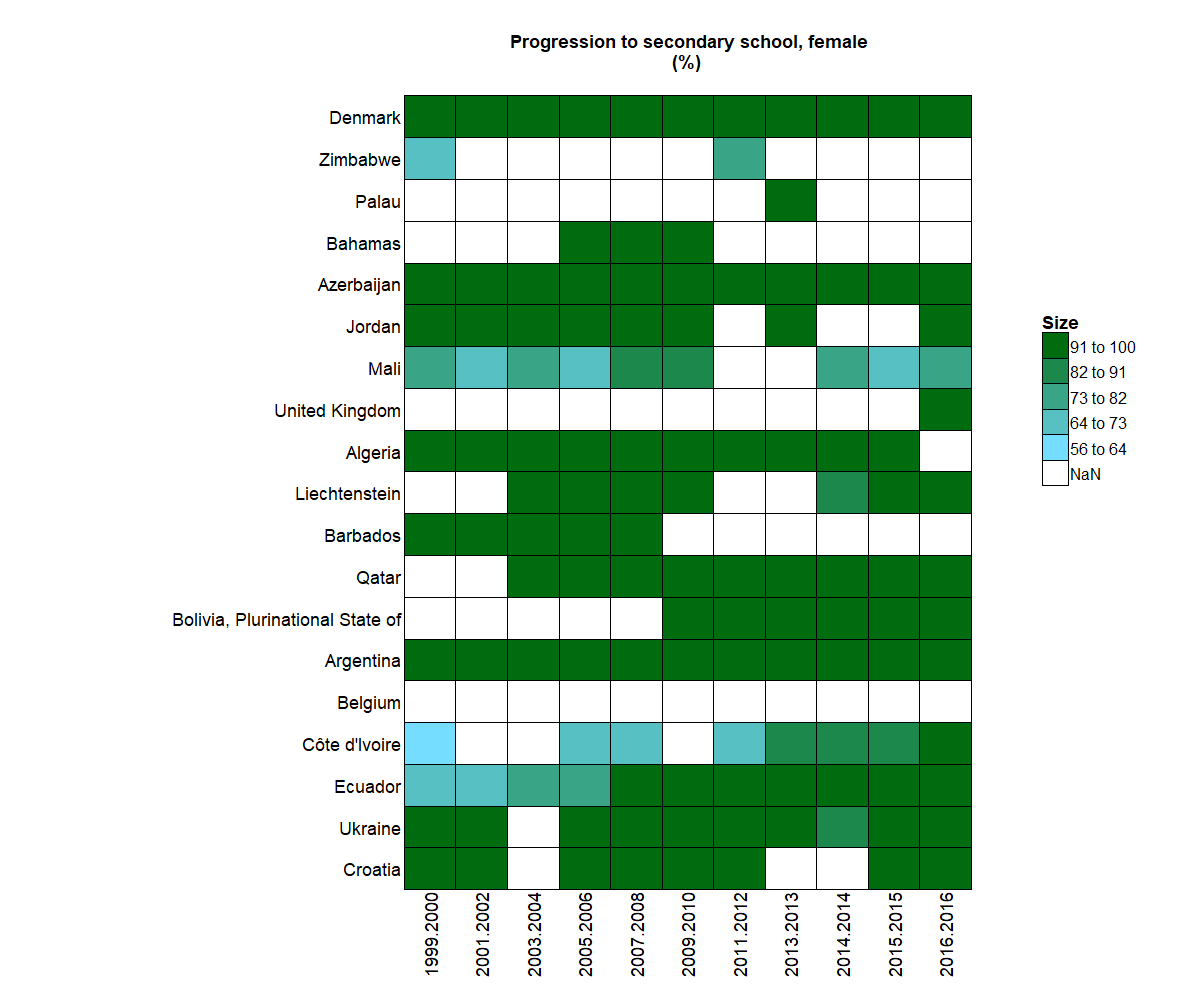 Progression to secondary school, female
(%)
Denmark
Zimbabwe
Palau
Bahamas
Azerbaijan
Jordan
Mali
United Kingdom
Algeria
Liechtenstein
Barbados
Qatar
Bolivia, Plurinational State of
Argentina
Belgium
Côte d'Ivoire
Ecuador
Ukraine
Croatia
1999.2000
2001.2002
2003.2004
2005.2006
2007.2008
2009.2010
2011.2012
2013.2013
2014.2014
2015.2015
2016.2016
Size
91 to 100
82 to 91
73 to 82
64 to 73
56 to 64
NaN